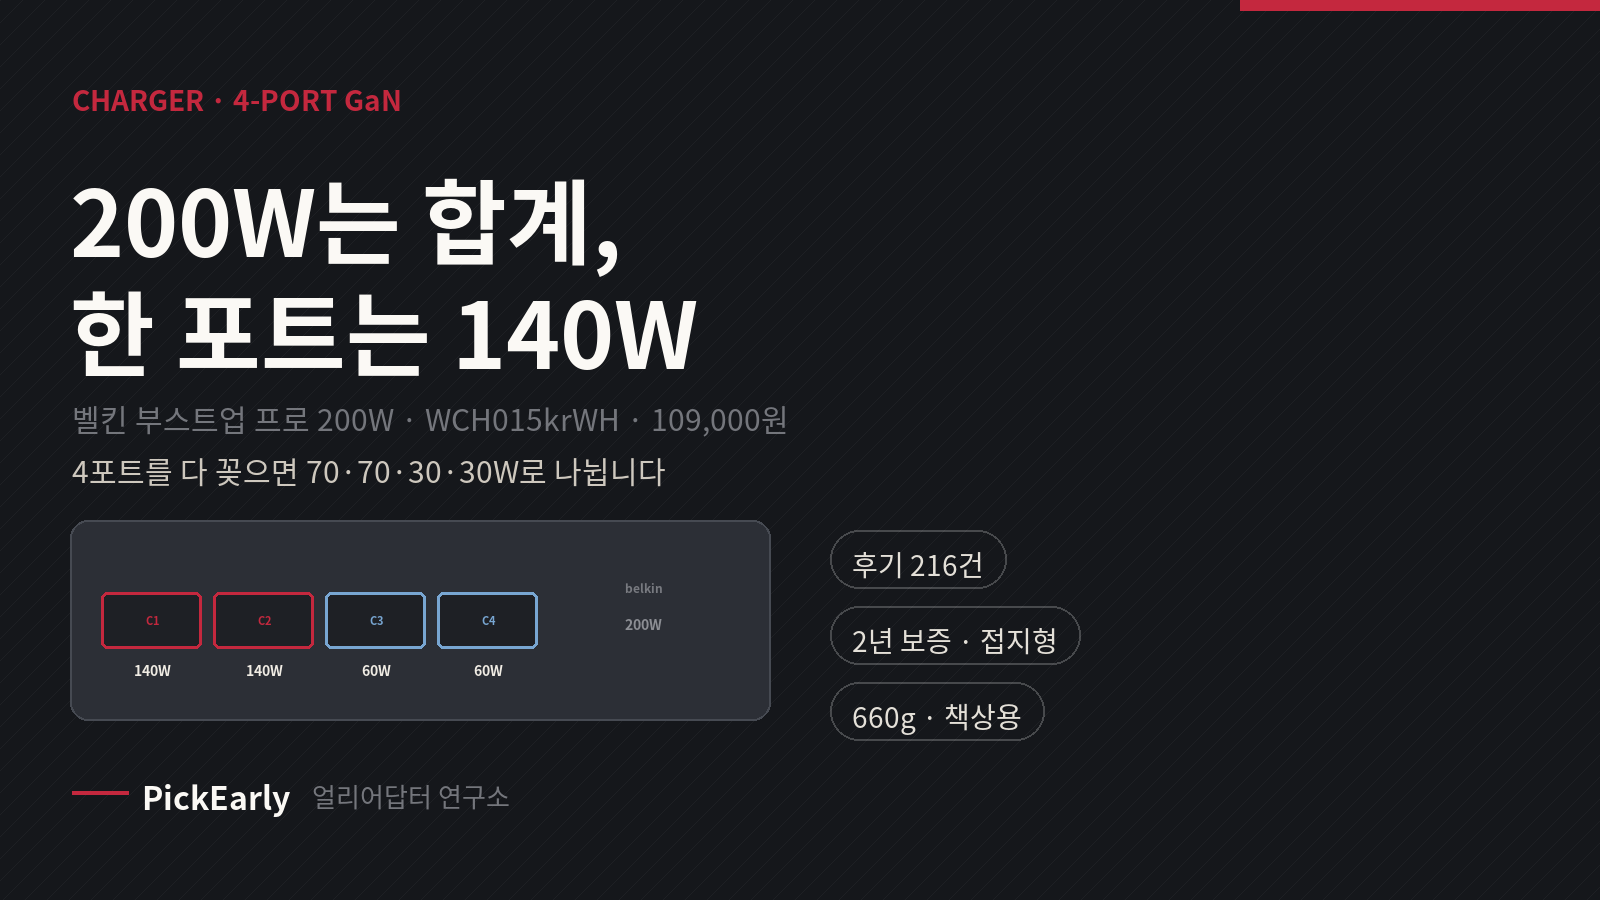 CHARGER · 4-PORT GaN
200W는 합계,
한 포트는 140W
벨킨 부스트업 프로 200W · WCH015krWH · 109,000원
4포트를 다 꽂으면 70·70·30·30W로 나뉩니다
C1 C2 C3 C4
140W 140W 60W 60W
belkin
200W
후기 216건
2년 보증 · 접지형
660g · 책상용
PickEarly 얼리어답터 연구소